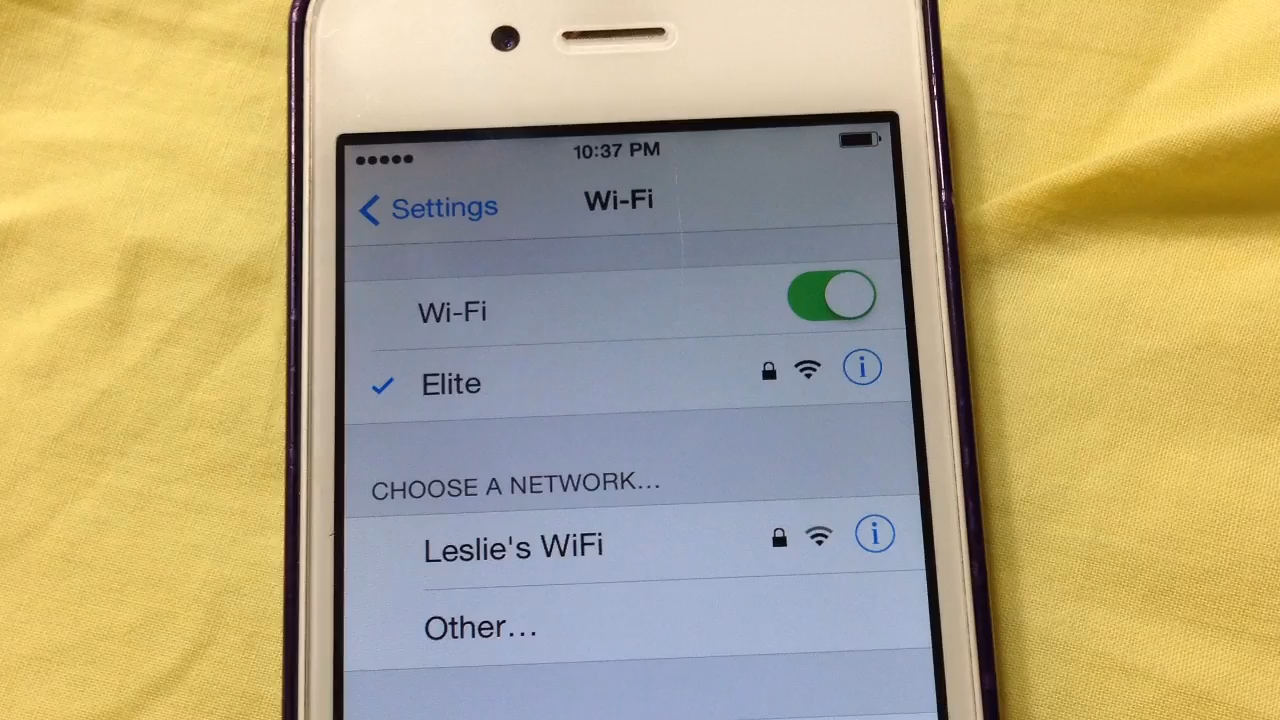 10:37 PM
Settings
Wi-Fi
Wi-Fi
Elite
CHOOSE A NETWORK...
Leslie's WiFi
Other...